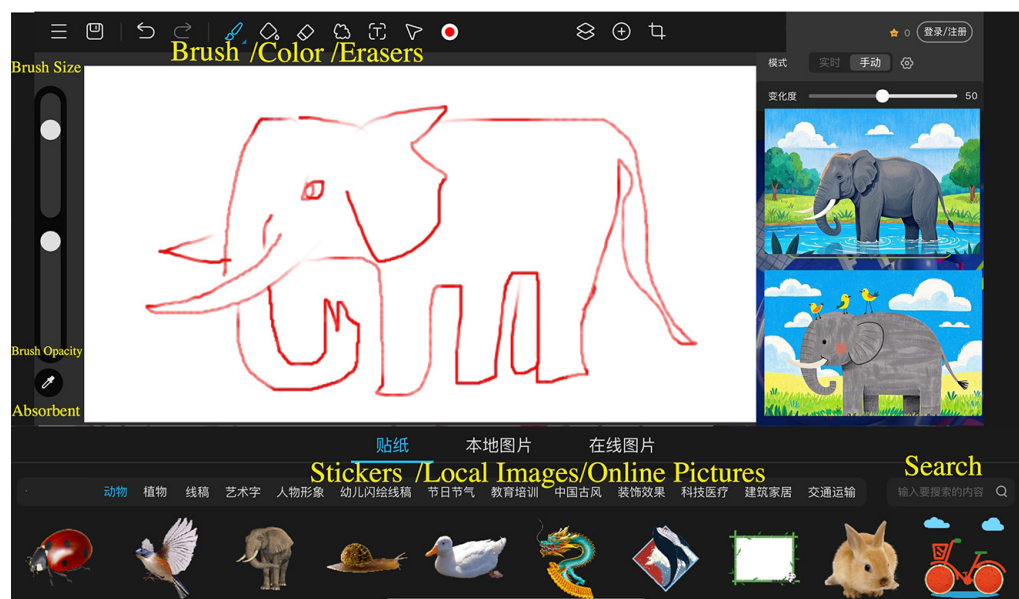 0
登录/注册
Brush /Color /Erasers
Brush Size
模式
实时
手动
变化度
50
Brush Opacity
Absorbent
贴纸
本地图片
在线图片
Stickers /Local Images/Online Pictures
Search
动物 植物 线稿 艺术字 人物形象 幼儿闪绘线稿 节日节气 教育培训 中国古风 装饰效果 科技医疗 建筑家居 交通运输
输入要搜索的内容